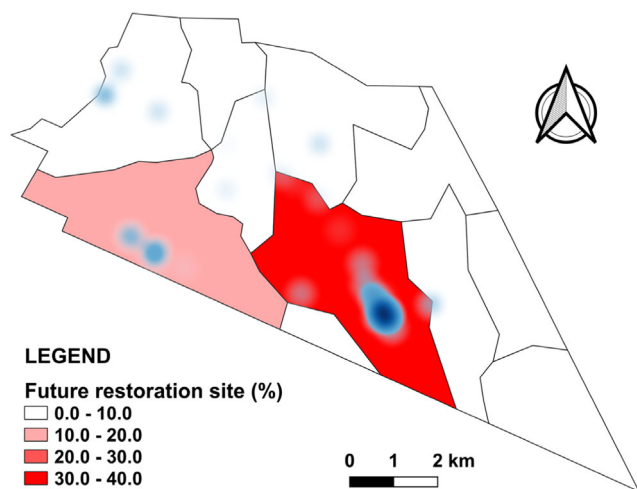 LEGEND
Future restoration site (%)
0.0 - 10.0
10.0 - 20.0
20.0 - 30.0
30.0 - 40.0
0 1 2 km